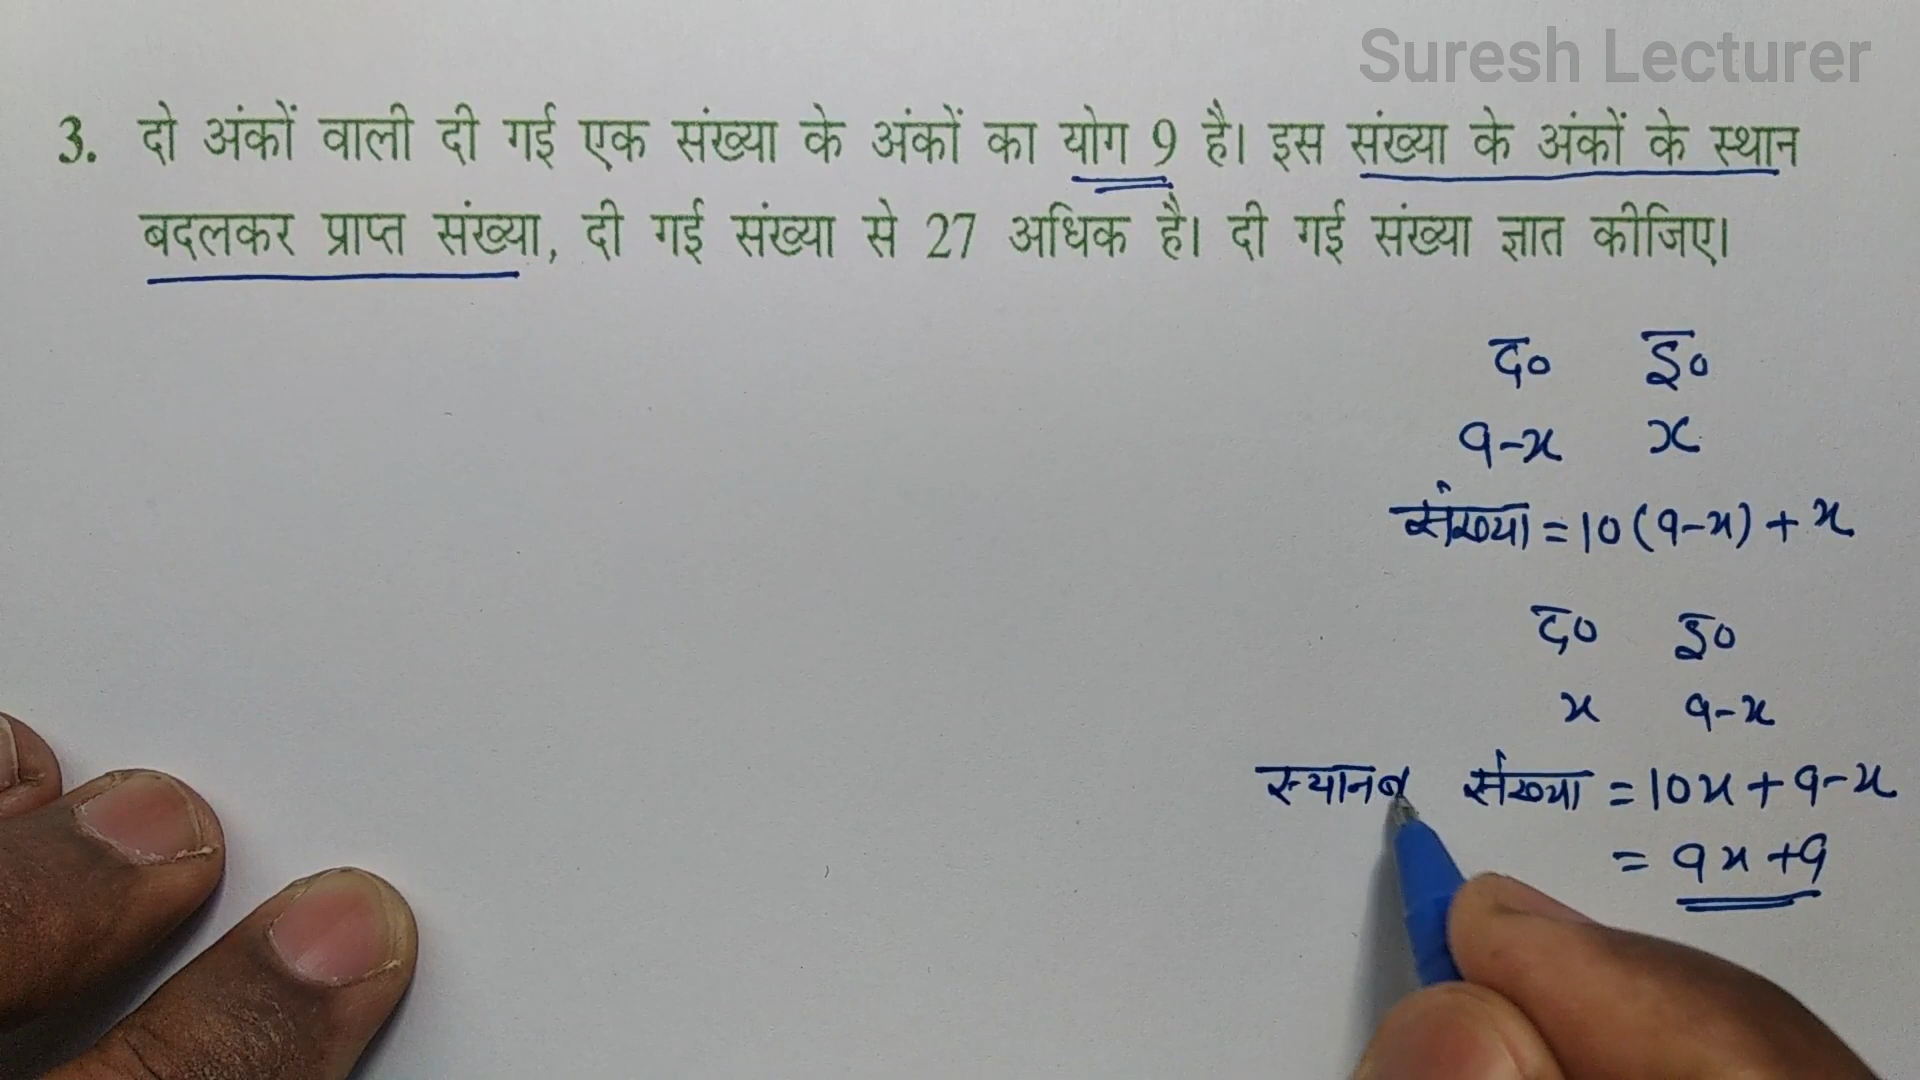 Suresh Lecturer
3. दो अंकों वाली दी गई एक संख्या के अंकों का योग 9 है। इस संख्या के अंकों के स्थान
बदलकर प्राप्त संख्या, दी गई संख्या से 27 अधिक है। दी गई संख्या ज्ञात कीजिए।
द० इ०
9-x x
संख्या = 10(9-x) + x
द० इ०
x 9-x
स्थान ब संख्या = 10x + 9-x
= 9x + 9